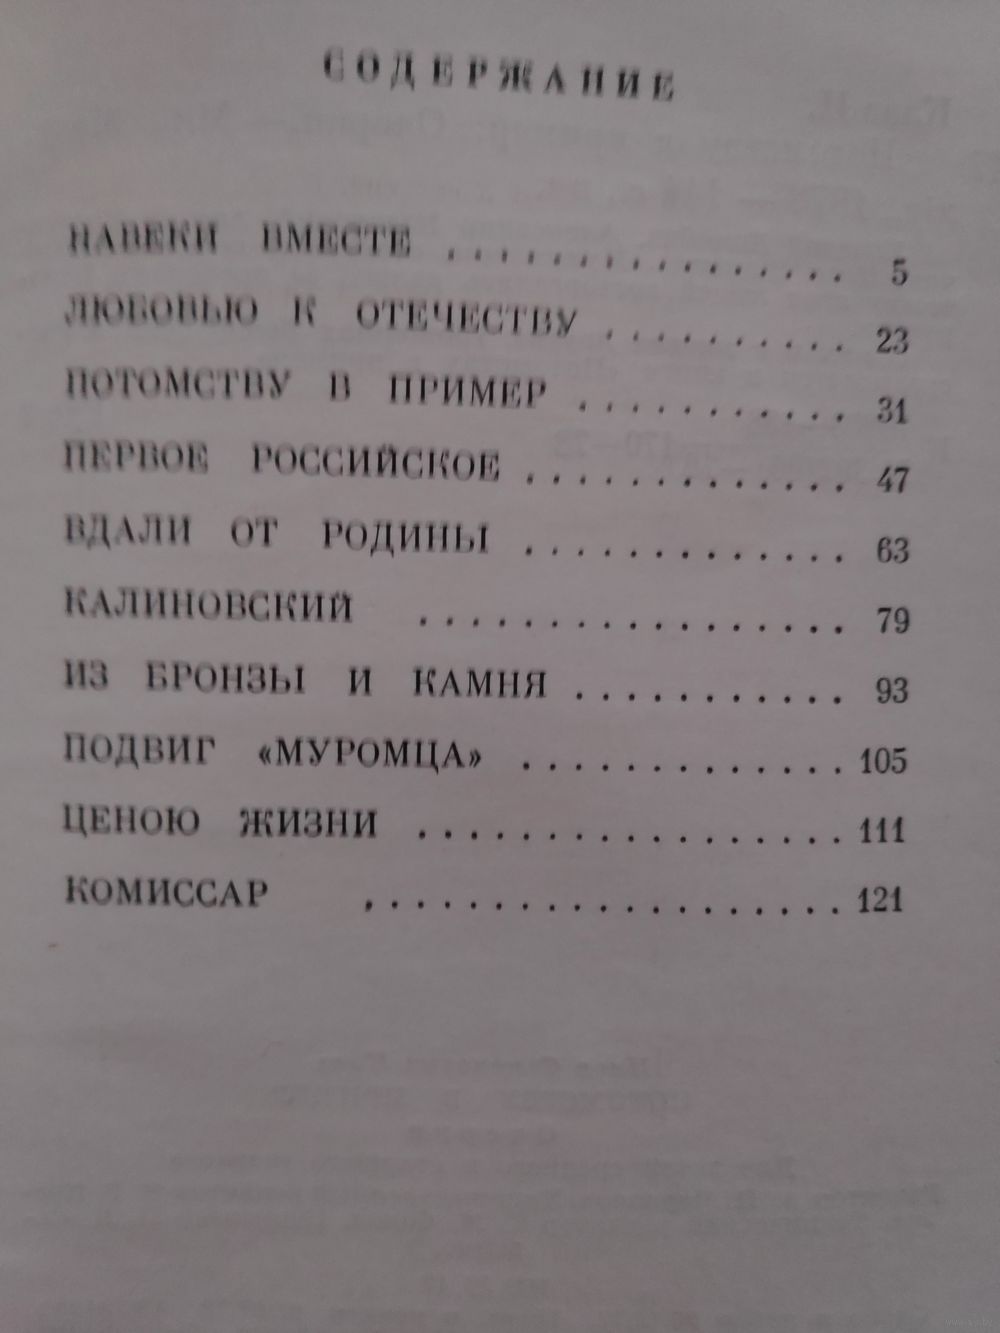 СОДЕРЖАНИЕ
НАВЕКИ ВМЕСТЕ . . . . . . . . . . . . . . . . 5
ЛЮБОВЬЮ К ОТЕЧЕСТВУ . . . . . . . . . . 23
ПОТОМСТВУ В ПРИМЕР . . . . . . . . . . . 31
ПЕРВОЕ РОССИЙСКОЕ . . . . . . . . . . . . . 47
ВДАЛИ ОТ РОДИНЫ . . . . . . . . . . . . . 63
КАЛИНОВСКИЙ . . . . . . . . . . . . . . . . . 79
ИЗ БРОНЗЫ И КАМНЯ . . . . . . . . . . . 93
ПОДВИГ «МУРОМЦА» . . . . . . . . . . . . . 105
ЦЕНОЮ ЖИЗНИ . . . . . . . . . . . . . . . . . 111
КОМИССАР . . . . . . . . . . . . . . . . . . . 121